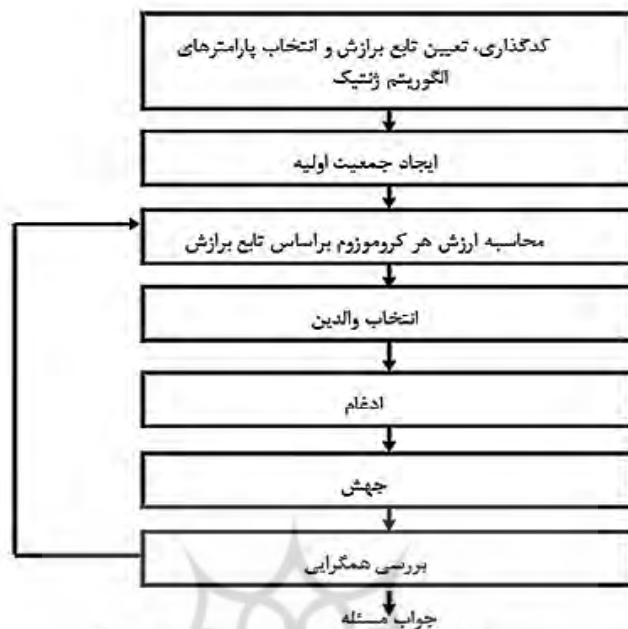 کدگذاری، تعیین تابع برازش و انتخاب پارامترهای
الگوریتم ژنتیک
ایجاد جمعیت اولیه
محاسبه ارزش هر کروموزوم براساس تابع برازش
انتخاب والدین
ادغام
جهش
بررسی همگرایی
جواب مسئله